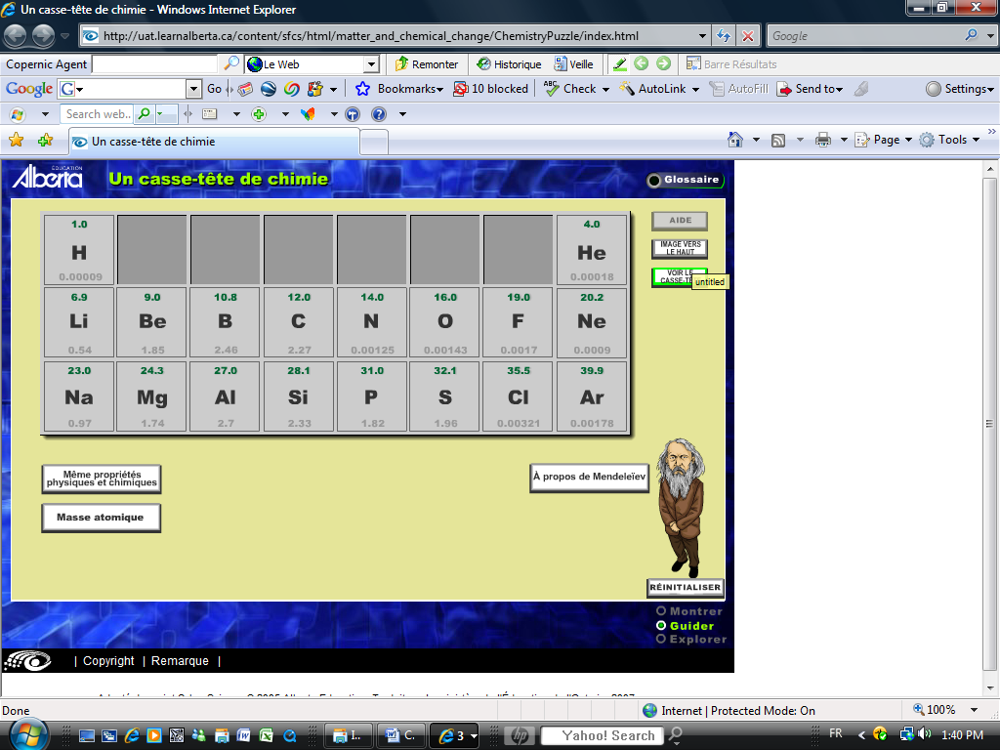 Un casse-tête de chimie - Windows Internet Explorer
http://uat.learnalberta.ca/content/sfcs/html/matter_and_chemical_change/ChemistryPuzzle/index.html
Google
Copernic Agent
Le Web
Remonter
Historique
Veille
Barre Résultats
Google
G
Go
Bookmarks
10 blocked
ABC
Check
AutoLink
AutoFill
Send to
Settings
Search web..
Un casse-tête de chimie
Page
Tools
EDUCATION
Alberta
Un casse-tête de chimie
Glossaire
1.0 4.0
H He
0.00009 0.00018
6.9 9.0 10.8 12.0 14.0 16.0 19.0 20.2
Li Be B C N O F Ne
0.54 1.85 2.46 2.27 0.00125 0.00143 0.0017 0.0009
23.0 24.3 27.0 28.1 31.0 32.1 35.5 39.9
Na Mg Al Si P S Cl Ar
0.97 1.74 2.7 2.33 1.82 1.96 0.00321 0.00178
AIDE
IMAGE VERS
LE HAUT
VOIR LE
untitled
Même propriétés
physiques et chimiques
Masse atomique
À propos de Mendeleïev
RÉINITIALISER
Montrer
Guider
Explorer
| Copyright | Remarque |
Done
Internet | Protected Mode: On
100%
I..
C.
3
hp
Yahoo! Search
FR
1:40 PM